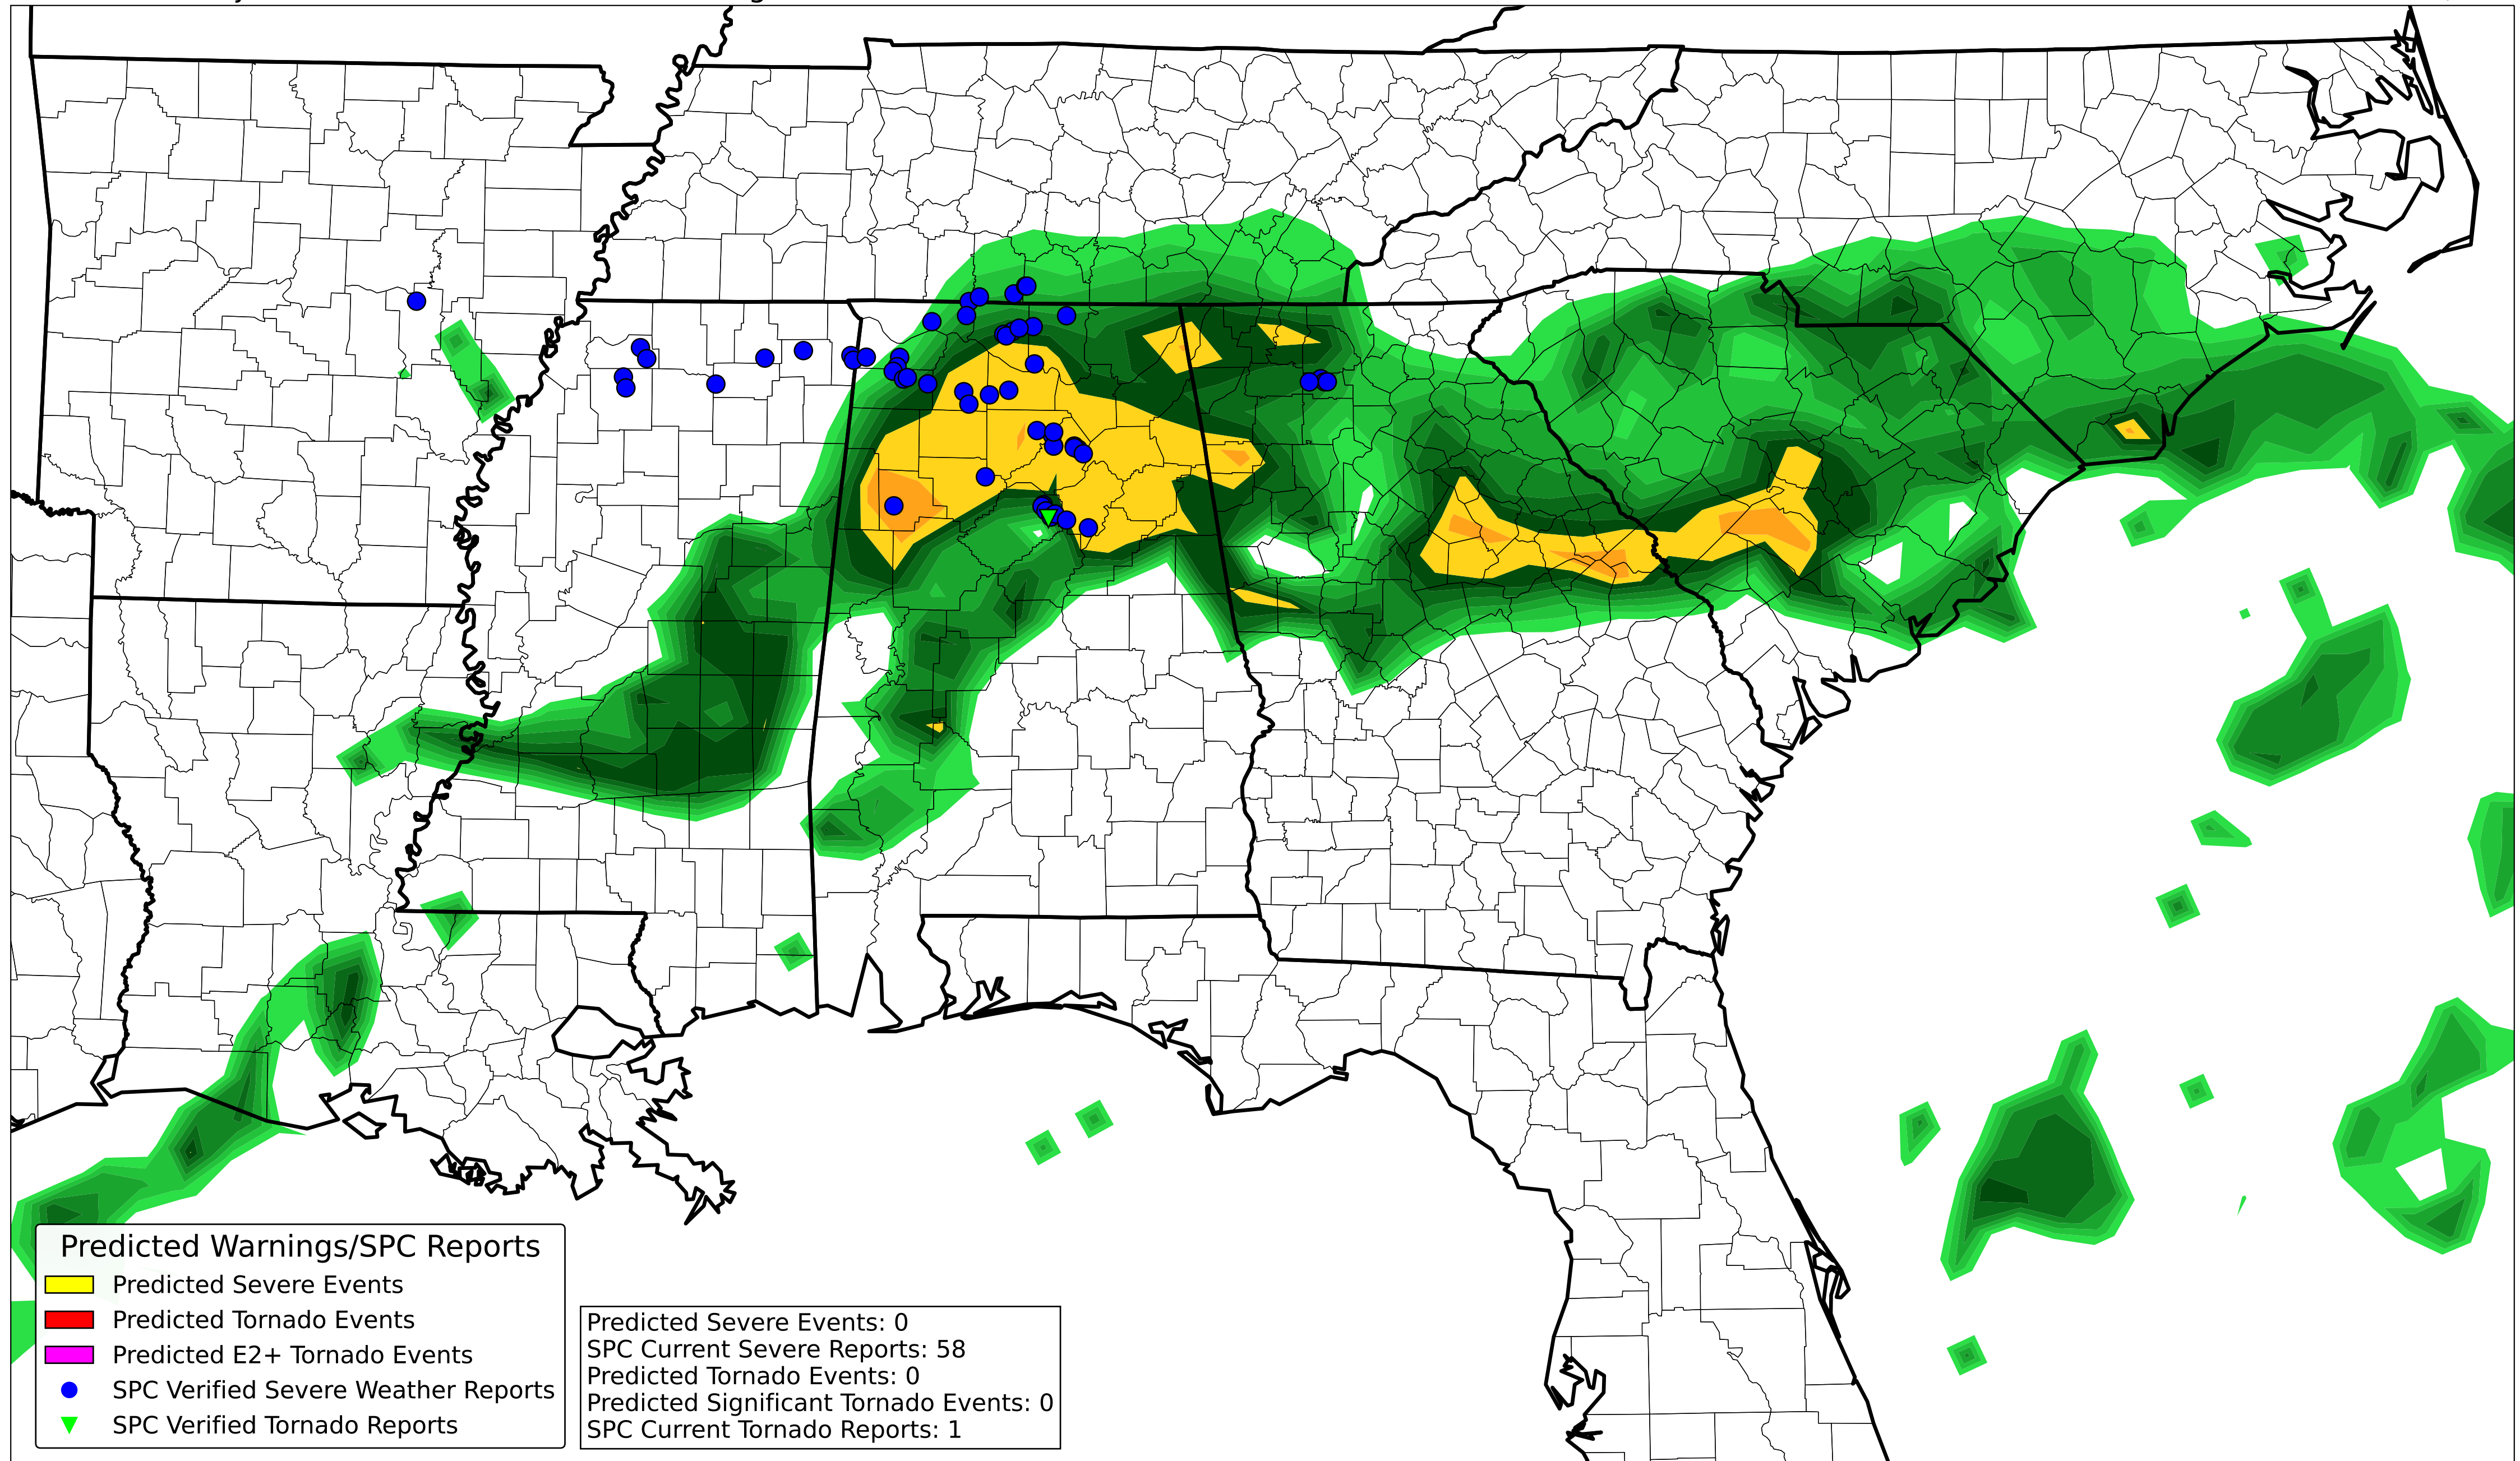 Predicted Warnings/SPC Reports
Predicted Severe Events
Predicted Tornado Events
Predicted E2+ Tornado Events
SPC Verified Severe Weather Reports
SPC Verified Tornado Reports
Predicted Severe Events: 0
SPC Current Severe Reports: 58
Predicted Tornado Events: 0
Predicted Significant Tornado Events: 0
SPC Current Tornado Reports: 1